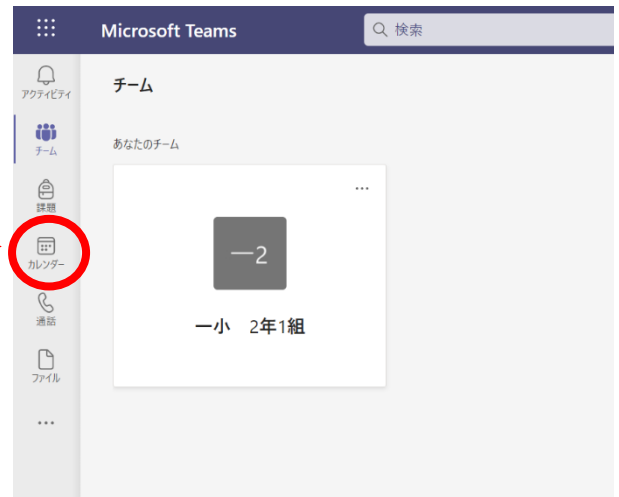 Microsoft Teams
検索
アクティビティ
チーム
課題
カレンダー
通話
ファイル
チーム
あなたのチーム
一2
一小　2年1組